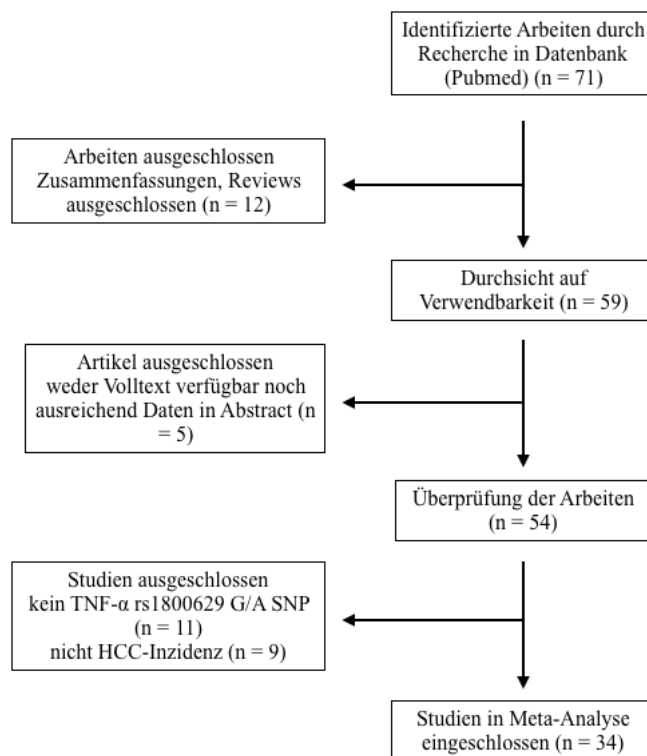 Identifizierte Arbeiten durch
Recherche in Datenbank
(Pubmed) (n = 71)
Arbeiten ausgeschlossen
Zusammenfassungen, Reviews
ausgeschlossen (n = 12)
Durchsicht auf
Verwendbarkeit (n = 59)
Artikel ausgeschlossen
weder Volltext verfügbar noch
ausreichend Daten in Abstract (n
= 5)
Überprüfung der Arbeiten
(n = 54)
Studien ausgeschlossen
kein TNF-α rs1800629 G/A SNP
(n = 11)
nicht HCC-Inzidenz (n = 9)
Studien in Meta-Analyse
eingeschlossen (n = 34)